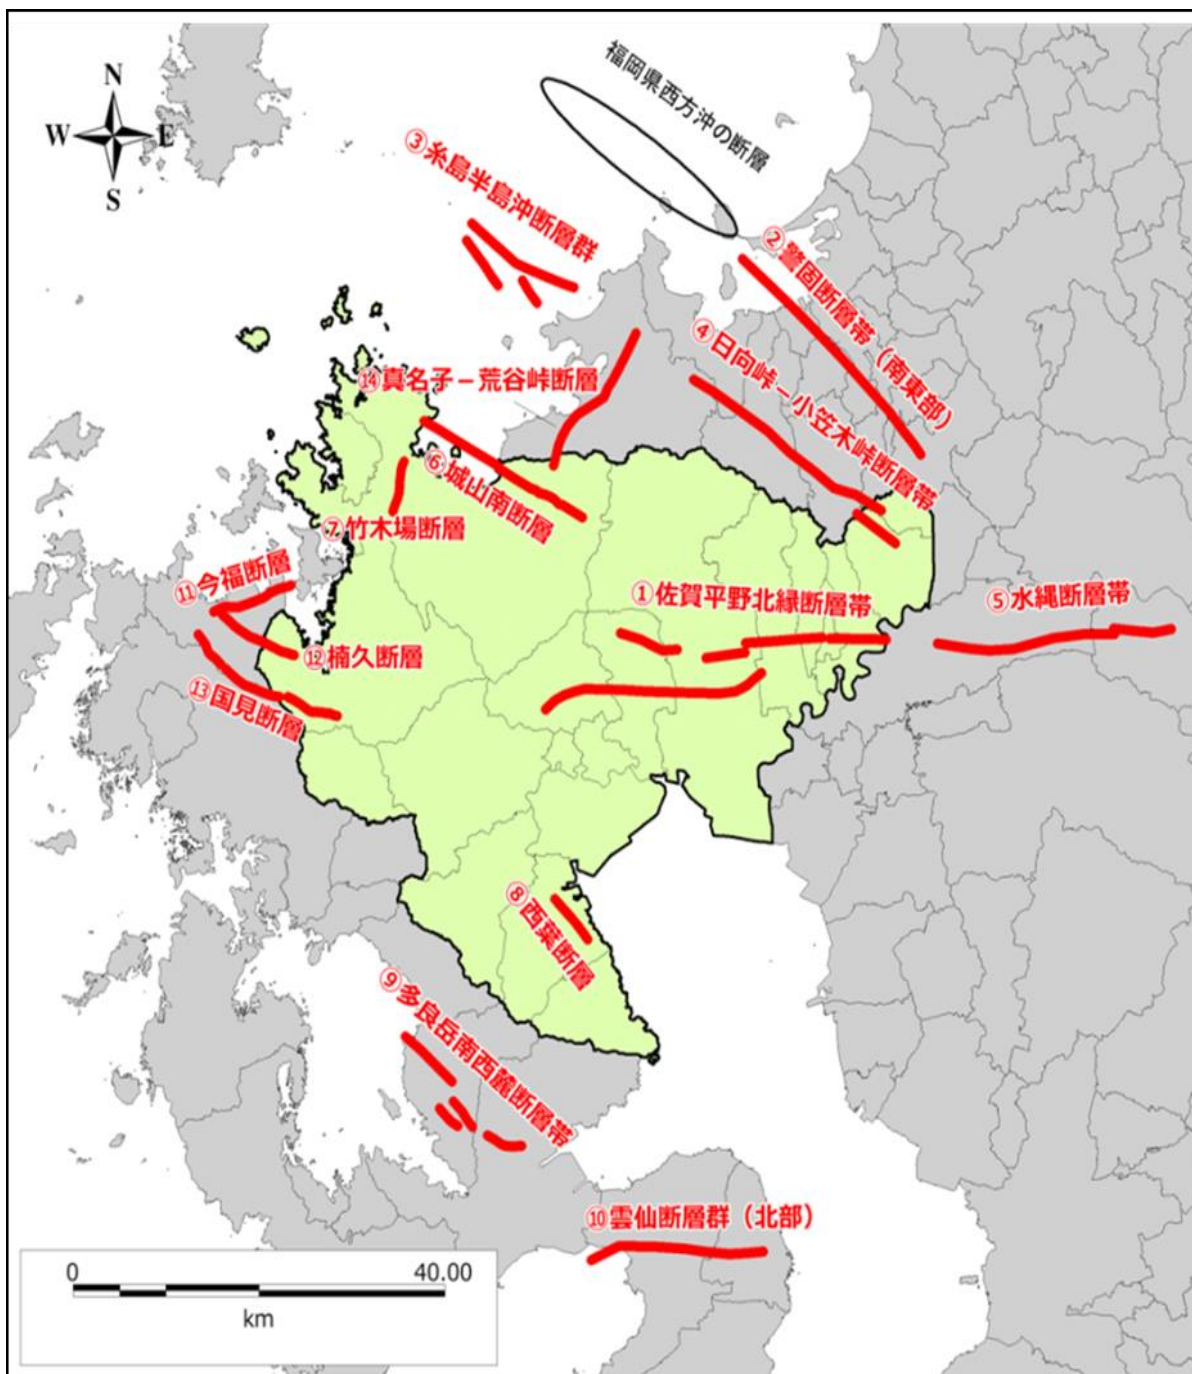 福岡県西方沖の断層
N
W E
S
③糸島半島沖断層群
②警固断層帯（南東部）
④日向峠－小笠木峠断層帯
⑭真名子－荒谷峠断層
⑥城山南断層
⑦竹木場断層
⑪今福断層
①佐賀平野北縁断層帯
⑤水縄断層帯
⑫楠久断層
⑬国見断層
⑧西葉断層
⑨多良岳南西麓断層帯
⑩雲仙断層群（北部）
0 40.00
km